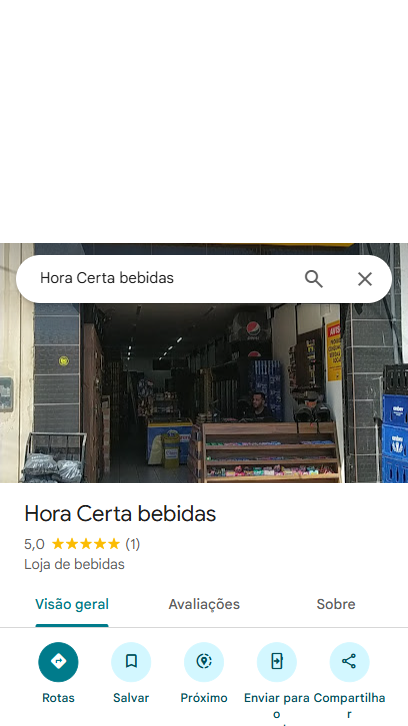 Hora Certa bebidas
Hora Certa bebidas
5,0 (1)
Loja de bebidas
Visão geral
Avaliações
Sobre
Rotas
Salvar
Próximo
Enviar para o
Compartilhar